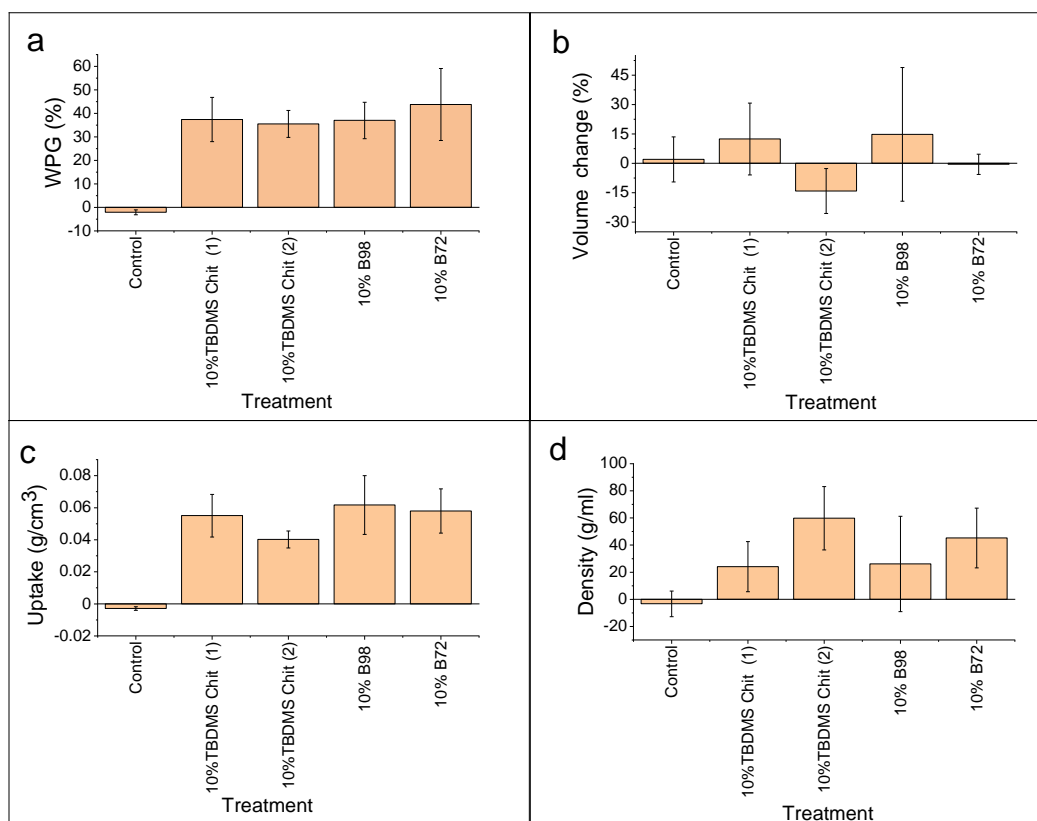 a
WPG (%)
60
50
40
30
20
10
0
-10
Control
10%TBDMS Chit (1)
10%TBDMS Chit (2)
10% B98
10% B72
Treatment
b
Volume change (%)
45
30
15
0
-15
-30
Control
10%TBDMS Chit (1)
10%TBDMS Chit (2)
10% B98
10% B72
Treatment
c
Uptake (g/cm³)
0.08
0.06
0.04
0.02
0
-0.02
Control
10%TBDMS Chit (1)
10%TBDMS Chit (2)
10% B98
10% B72
Treatment
d
Density (g/ml)
100
80
60
40
20
0
-20
Control
10%TBDMS Chit (1)
10%TBDMS Chit (2)
10% B98
10% B72
Treatment